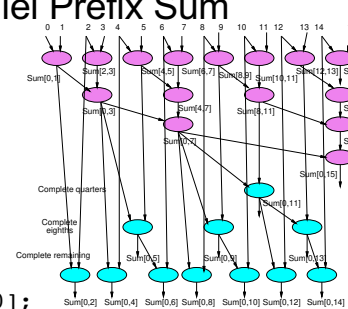 lel Prefix Sum
0 1 2 3 4 5 6 7 8 9 10 11 12 13 14
Sum[0,1] Sum[2,3] Sum[4,5] Sum[6,7] Sum[8,9] Sum[10,11] Sum[12,13] S
Sum[0,3] Sum[4,7] Sum[8,11] S
Sum[0,7] S
Sum[0,15]
Complete quarters
Sum[0,11]
Complete
eighths
Sum[0,5] Sum[0,9] Sum[0,13]
Complete remaining
Sum[0,2] Sum[0,4] Sum[0,6] Sum[0,8] Sum[0,10] Sum[0,12] Sum[0,14]
];